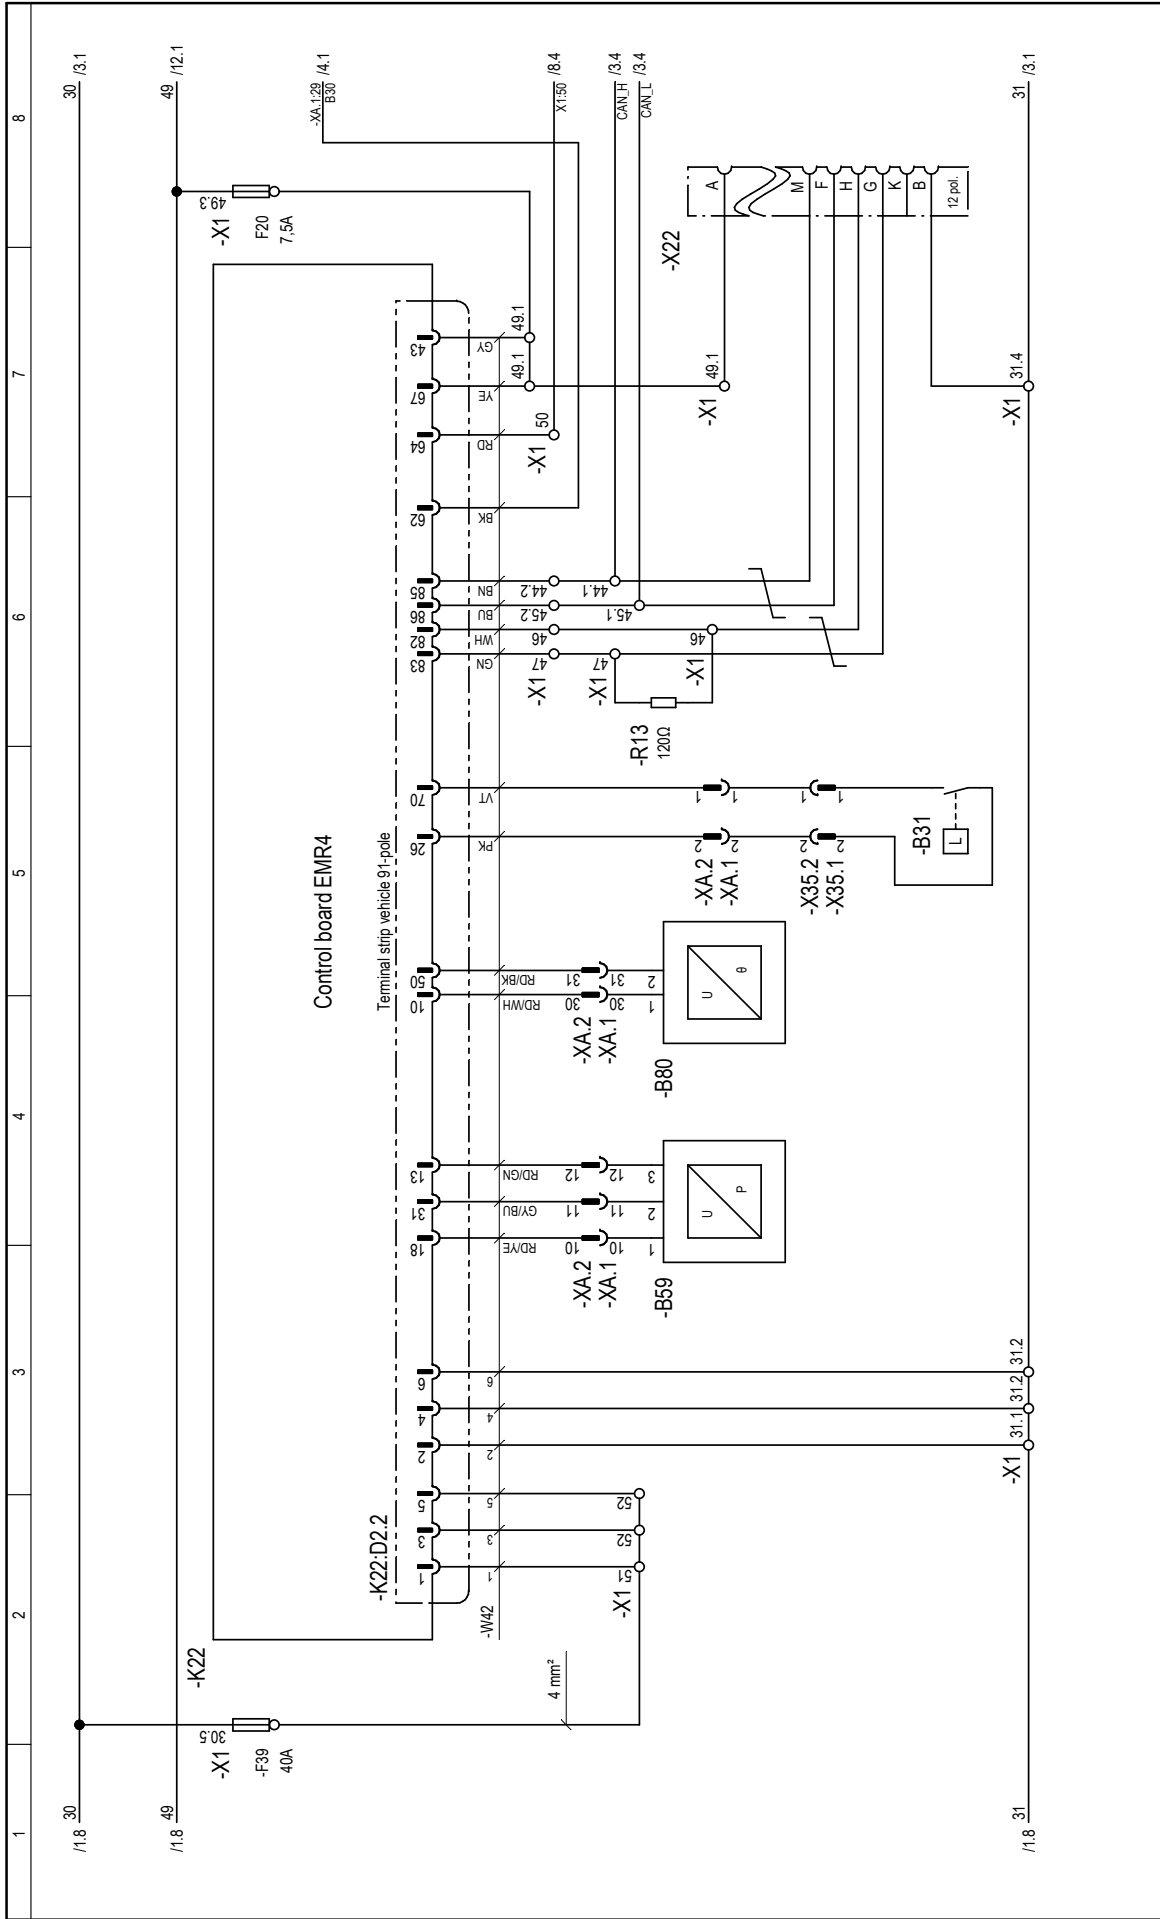 1 2 3 4 5 6 7 8
30
/1.8
30
/3.1
49
/1.8
49
/12.1
-XA.1:29
B30
/4.1
X1:50
/8.4
CAN_H
/3.4
CAN_L
/3.4
31
/1.8
31
/3.1
30.5
-X1
-F39
40A
49.3
-X1
F20
7,5A
-K22
Control board EMR4
Terminal strip vehicle 91-pole
-K22:D2.2
1 3 5 2 4 6 18 31 13 10 50 26 70 83 82 86 85 62 64 67 43
-W42
1 3 5 2 4 6 RD/YE GY/BU RD/GN RD/WH RD/BK PK VT GN WH BU BN BK RD YE GY
4 mm²
-X1
51 52 52
-X1
31.1 31.2 31.2
-XA.2
10 11 12
-XA.1
10 11 12
1 2 3
-B59
U
P
-XA.2
30 31
-XA.1
30 31
1 2
-B80
U
θ
-XA.2
2 1
-XA.1
2 1
-X35.2
2 1
-X35.1
2 1
-B31
L
-X1
47 46 45.2 44.2
-X1
47 45.1 44.1
-R13
120Ω
-X1
46
-X1
50
49.1 49.1
-X1
49.1
-X22
A
M
F
H
G
K
B
12 pol.
-X1
31.4